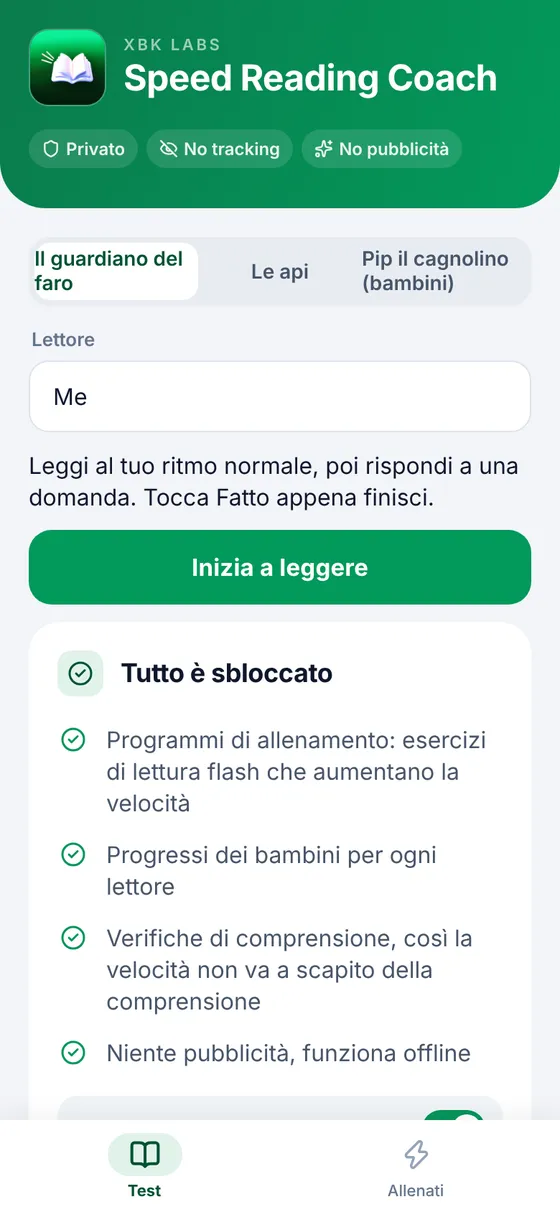 XBK LABS
Speed Reading Coach
Privato
No tracking
No pubblicità
Il guardiano del
faro
Le api
Pip il cagnolino
(bambini)
Lettore
Me
Leggi al tuo ritmo normale, poi rispondi a una
domanda. Tocca Fatto appena finisci.
Inizia a leggere
Tutto è sbloccato
Programmi di allenamento: esercizi
di lettura flash che aumentano la
velocità
Progressi dei bambini per ogni
lettore
Verifiche di comprensione, così la
velocità non va a scapito della
comprensione
Niente pubblicità, funziona offline
Test
Allenati